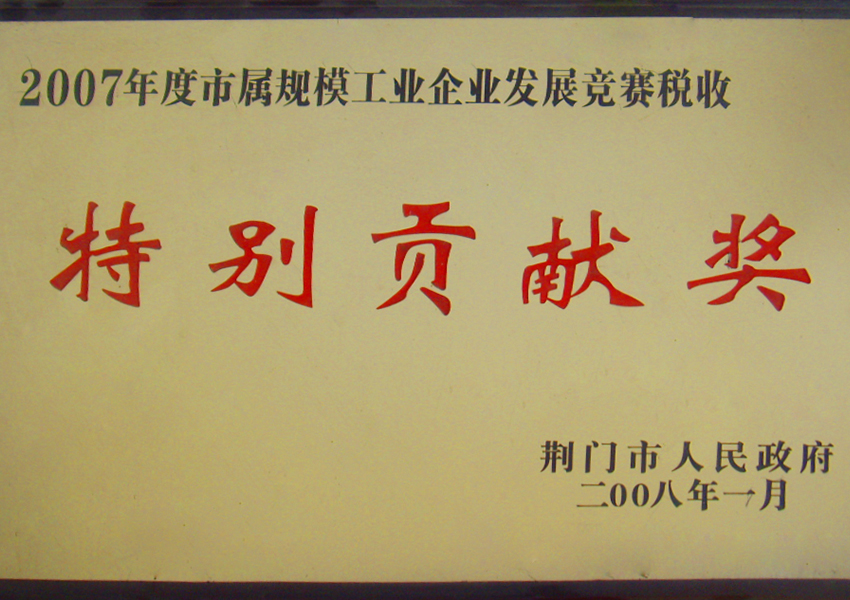 2007年度市属规模工业企业发展竞赛税收
特别贡献奖
荆门市人民政府
二00八年一月